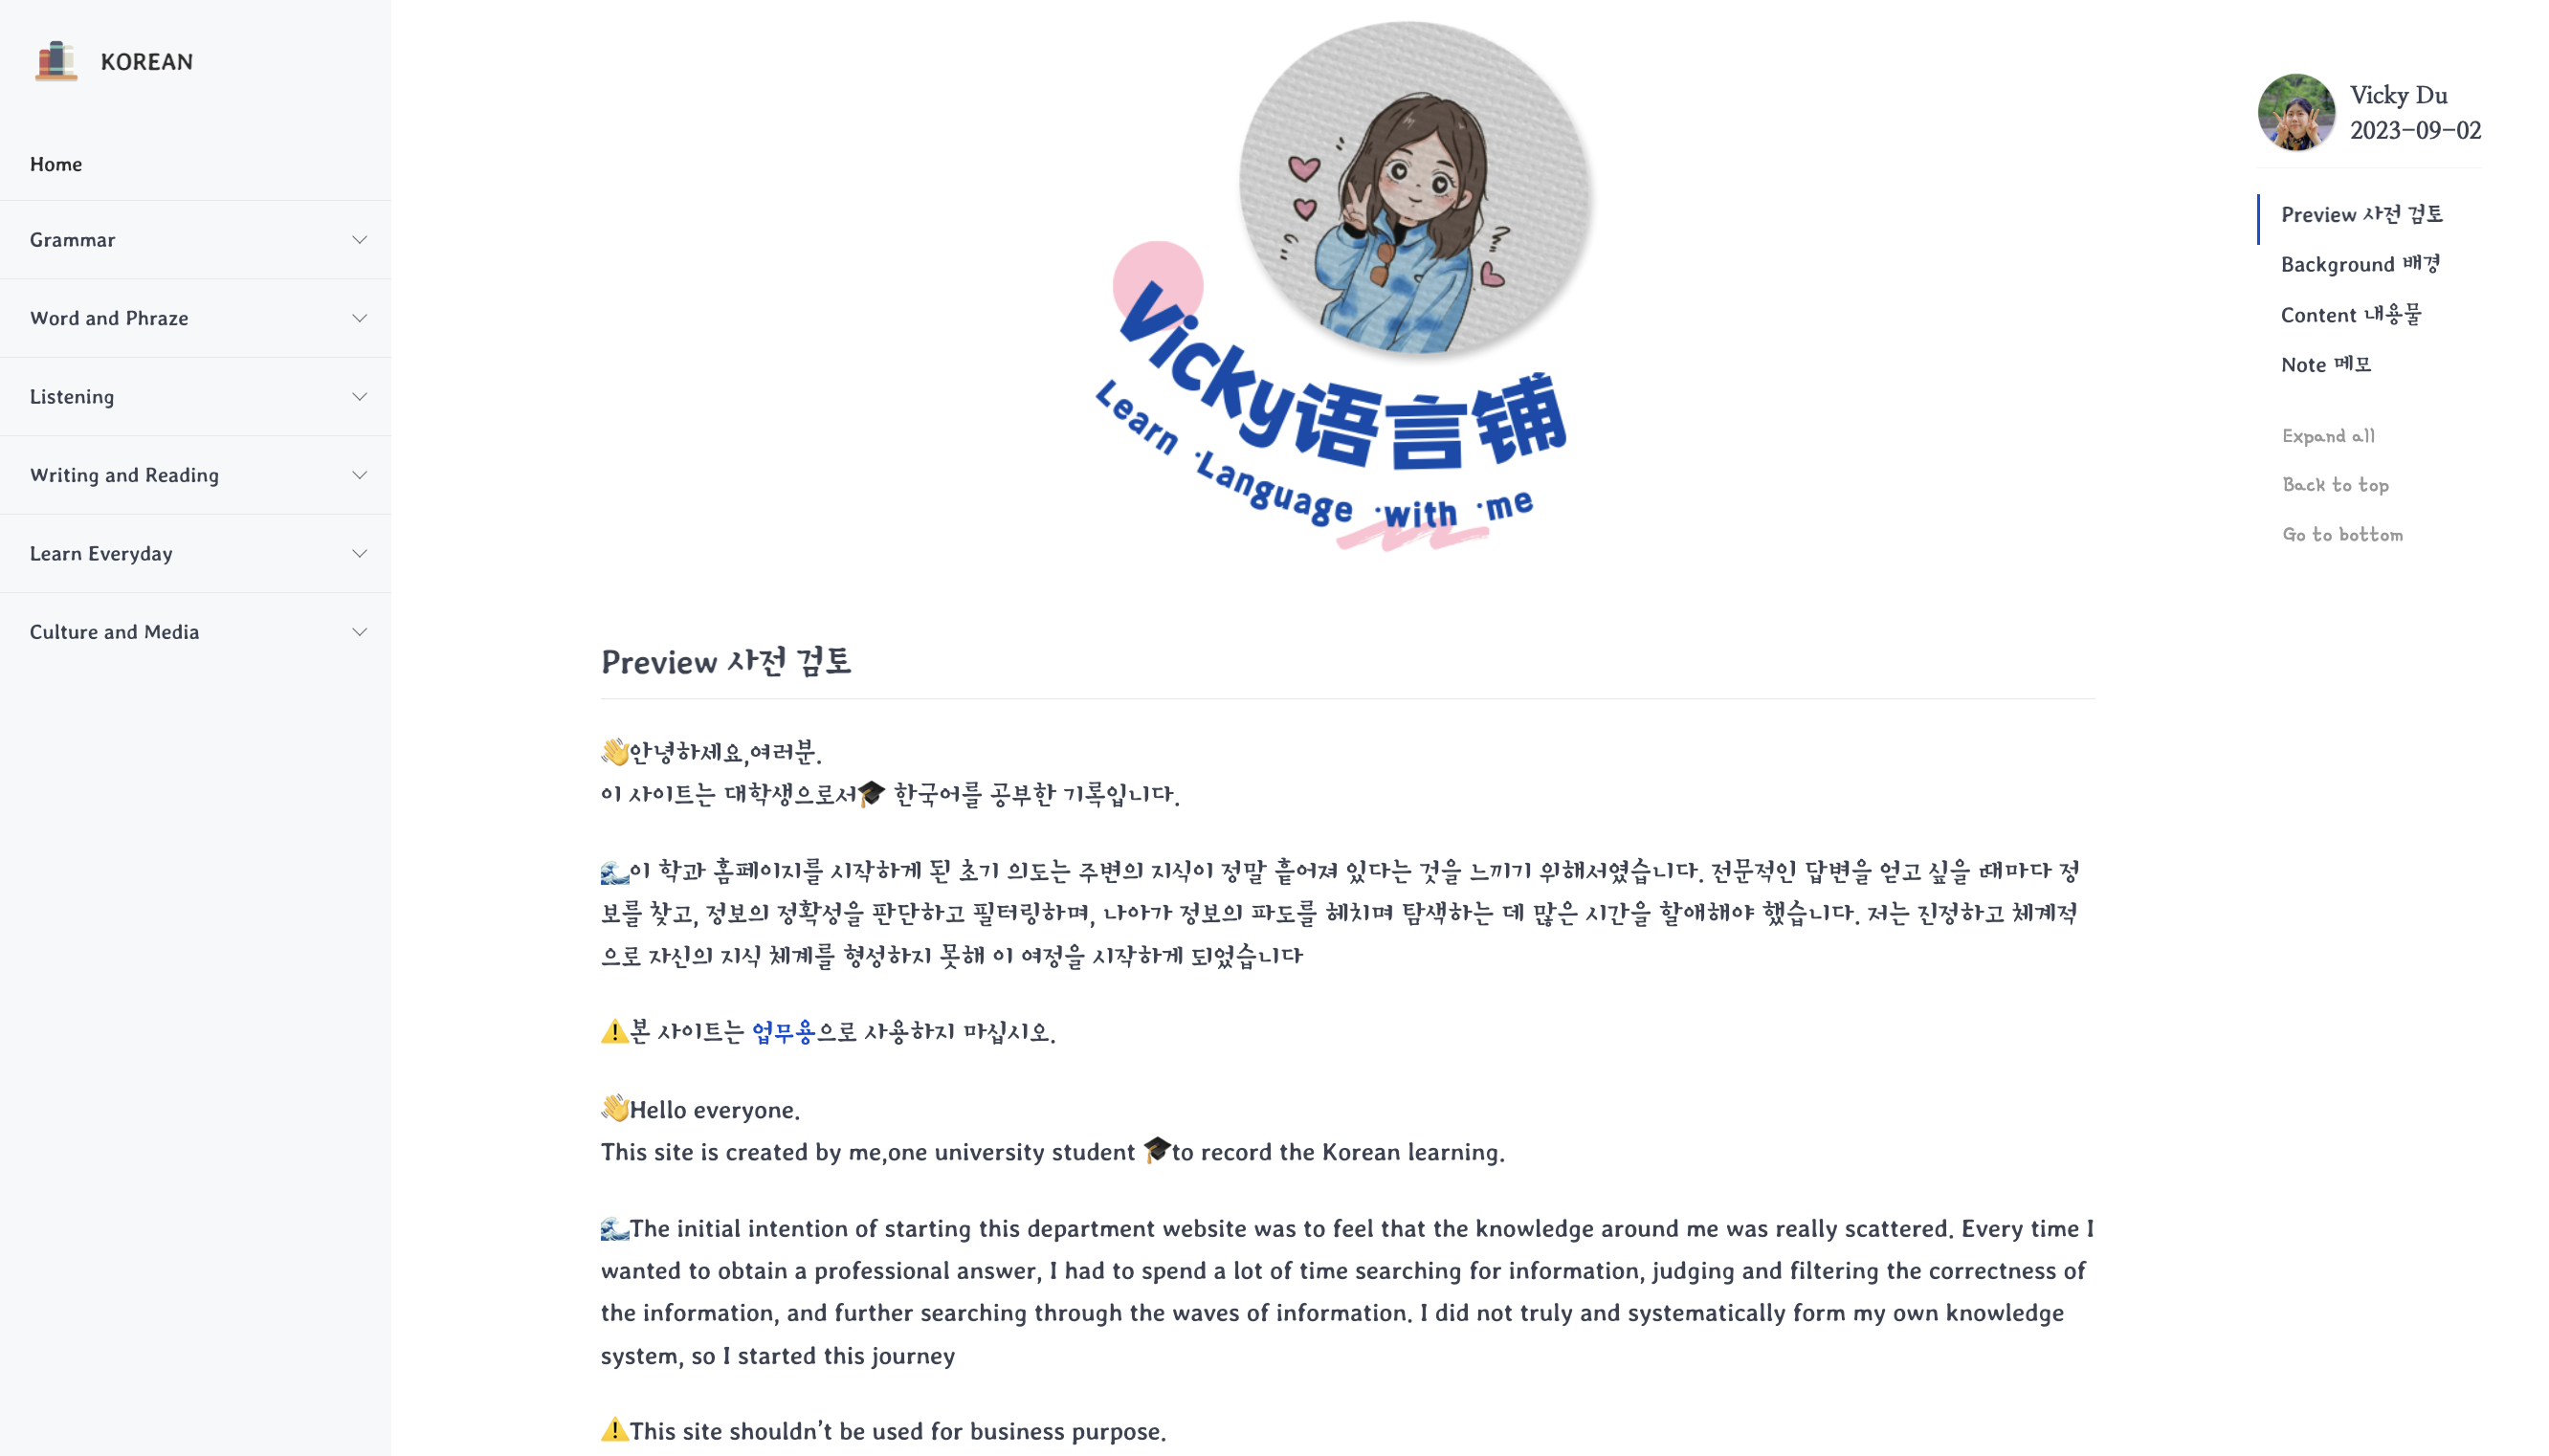 KOREAN
Home
Grammar
Word and Phraze
Listening
Writing and Reading
Learn Everyday
Culture and Media
Vicky语言铺
Learn ·Language ·with ·me
Preview 사전 검토
👋안녕하세요,여러분.
이 사이트는 대학생으로서🎓 한국어를 공부한 기록입니다.
🌊이 학과 홈페이지를 시작하게 된 초기 의도는 주변의 지식이 정말 흩어져 있다는 것을 느끼기 위해서였습니다. 전문적인 답변을 얻고 싶을 때마다 정
보를 찾고, 정보의 정확성을 판단하고 필터링하며, 나아가 정보의 파도를 헤치며 탐색하는 데 많은 시간을 할애해야 했습니다. 저는 진정하고 체계적
으로 자신의 지식 체계를 형성하지 못해 이 여정을 시작하게 되었습니다
⚠️본 사이트는 업무용으로 사용하지 마십시오.
👋Hello everyone.
This site is created by me,one university student 🎓to record the Korean learning.
🌊The initial intention of starting this department website was to feel that the knowledge around me was really scattered. Every time I
wanted to obtain a professional answer, I had to spend a lot of time searching for information, judging and filtering the correctness of
the information, and further searching through the waves of information. I did not truly and systematically form my own knowledge
system, so I started this journey
⚠️This site shouldn't be used for business purpose.
Vicky Du
2023-09-02
Preview 사전 검토
Background 배경
Content 내용물
Note 메모
Expand all
Back to top
Go to bottom